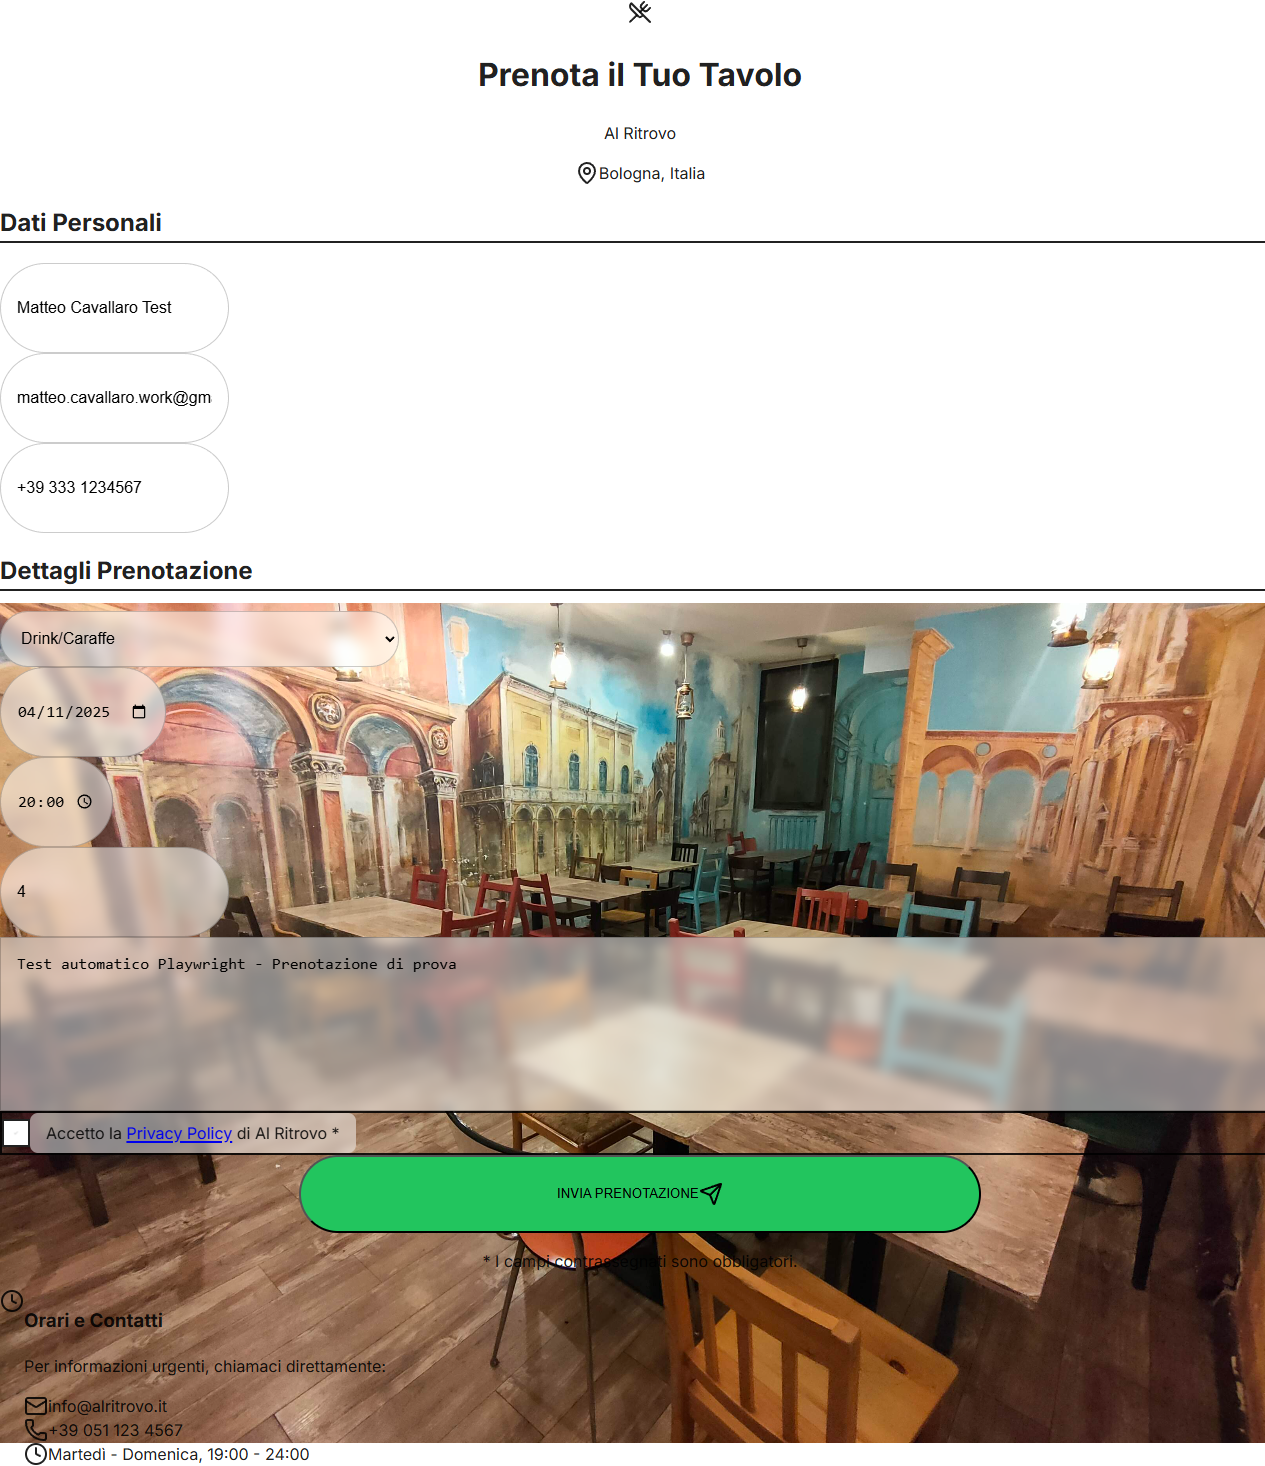 Prenota il Tuo Tavolo
Al Ritrovo
Bologna, Italia
Dati Personali
Matteo Cavallaro Test
matteo.cavallaro.work@gm
+39 333 1234567
Dettagli Prenotazione
Drink/Caraffe
04/11/2025
20:00
4
Test automatico Playwright - Prenotazione di prova
Accetto la Privacy Policy di Al Ritrovo *
INVIA PRENOTAZIONE
* I campi contrassegnati sono obbligatori.
Orari e Contatti
Per informazioni urgenti, chiamaci direttamente:
info@alritrovo.it
+39 051 123 4567
Martedì - Domenica, 19:00 - 24:00